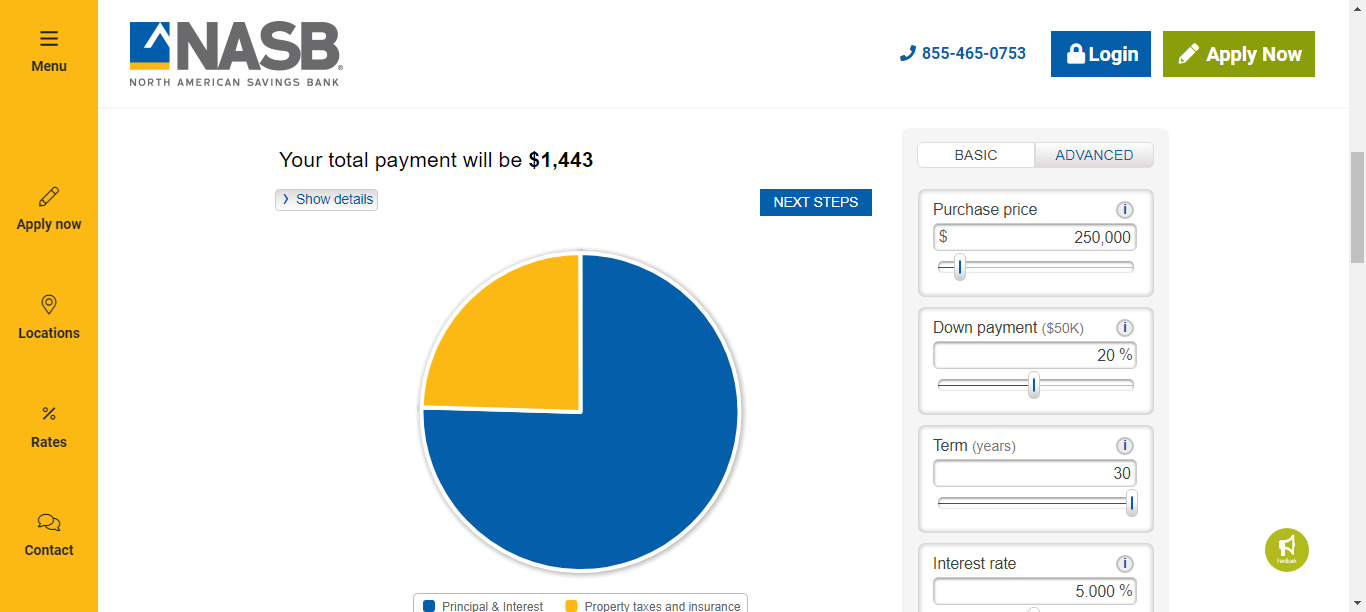 Menu
Apply now
Locations
Rates
Contact
NASB
NORTH AMERICAN SAVINGS BANK
855-465-0753
Login
Apply Now
Your total payment will be $1,443
Show details
NEXT STEPS
Principal & Interest
Property taxes and insurance
BASIC
ADVANCED
Purchase price
$ 250,000
Down payment ($50K)
20 %
Term (years)
30
Interest rate
5.000 %
Feedback